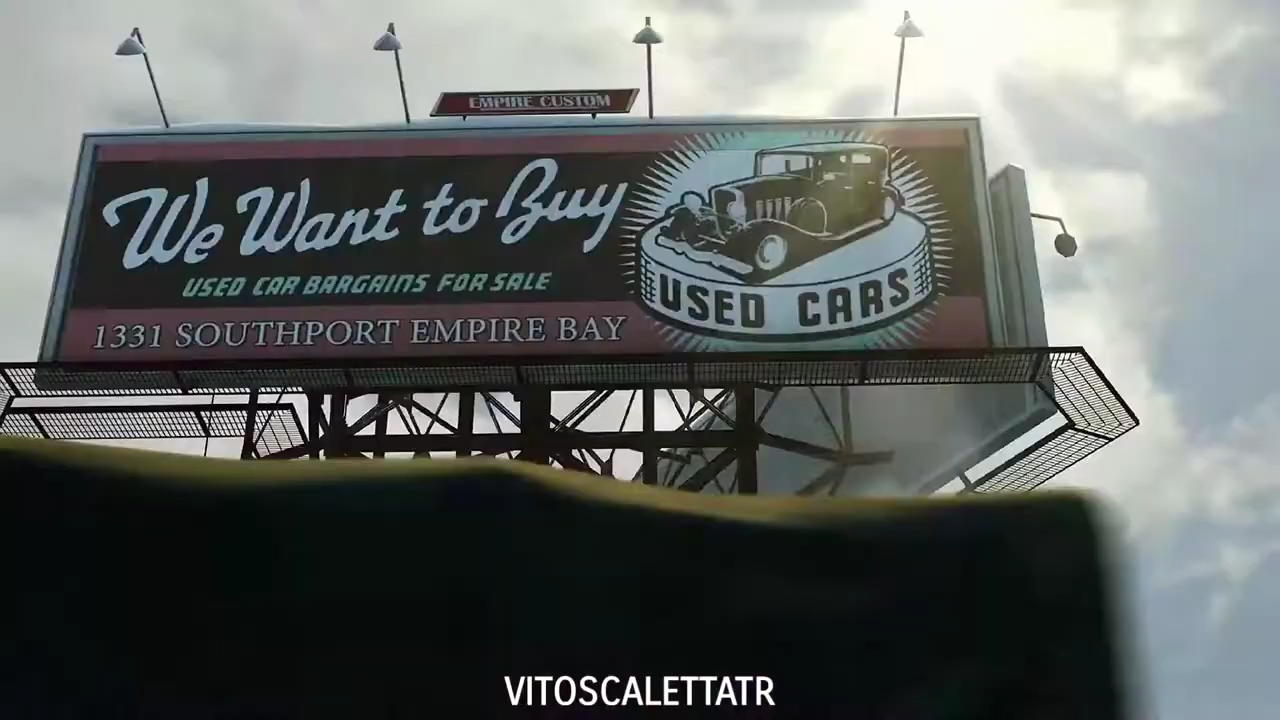 EMPIRE CUSTOM
We Want to Buy
USED CAR BARGAINS FOR SALE
1331 SOUTHPORT EMPIRE BAY
USED CARS
VITOSCALETTATR